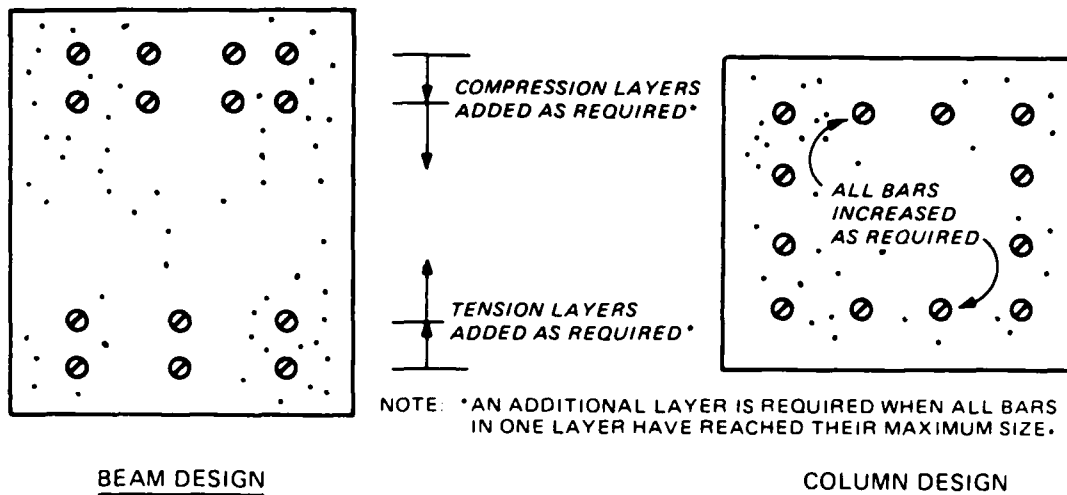 COMPRESSION LAYERS
ADDED AS REQUIRED*
ALL BARS
INCREASED
AS REQUIRED
TENSION LAYERS
ADDED AS REQUIRED*
NOTE: *AN ADDITIONAL LAYER IS REQUIRED WHEN ALL BARS
IN ONE LAYER HAVE REACHED THEIR MAXIMUM SIZE.
BEAM DESIGN
COLUMN DESIGN